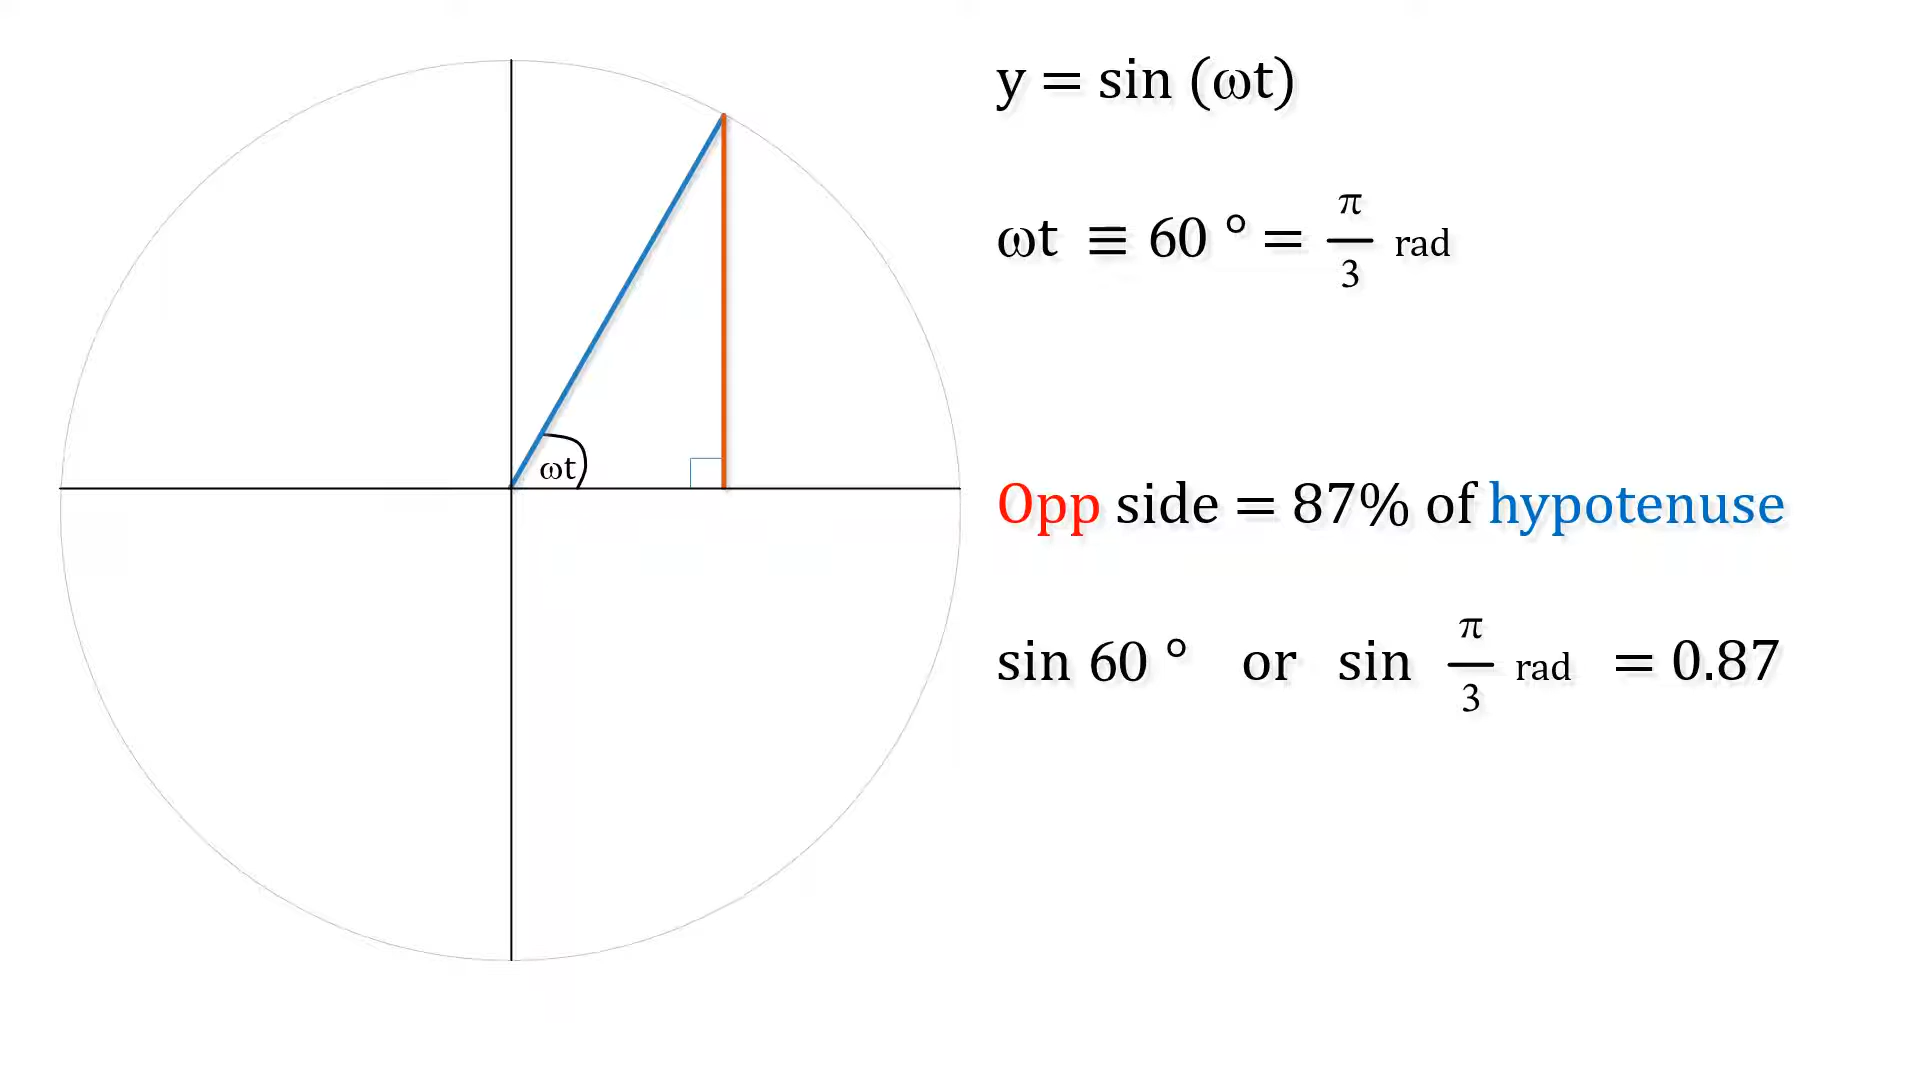 y = sin (ωt)
ωt ≡ 60 ° = π/3 rad
ωt
Opp side = 87% of hypotenuse
sin 60 ° or sin π/3 rad = 0.87